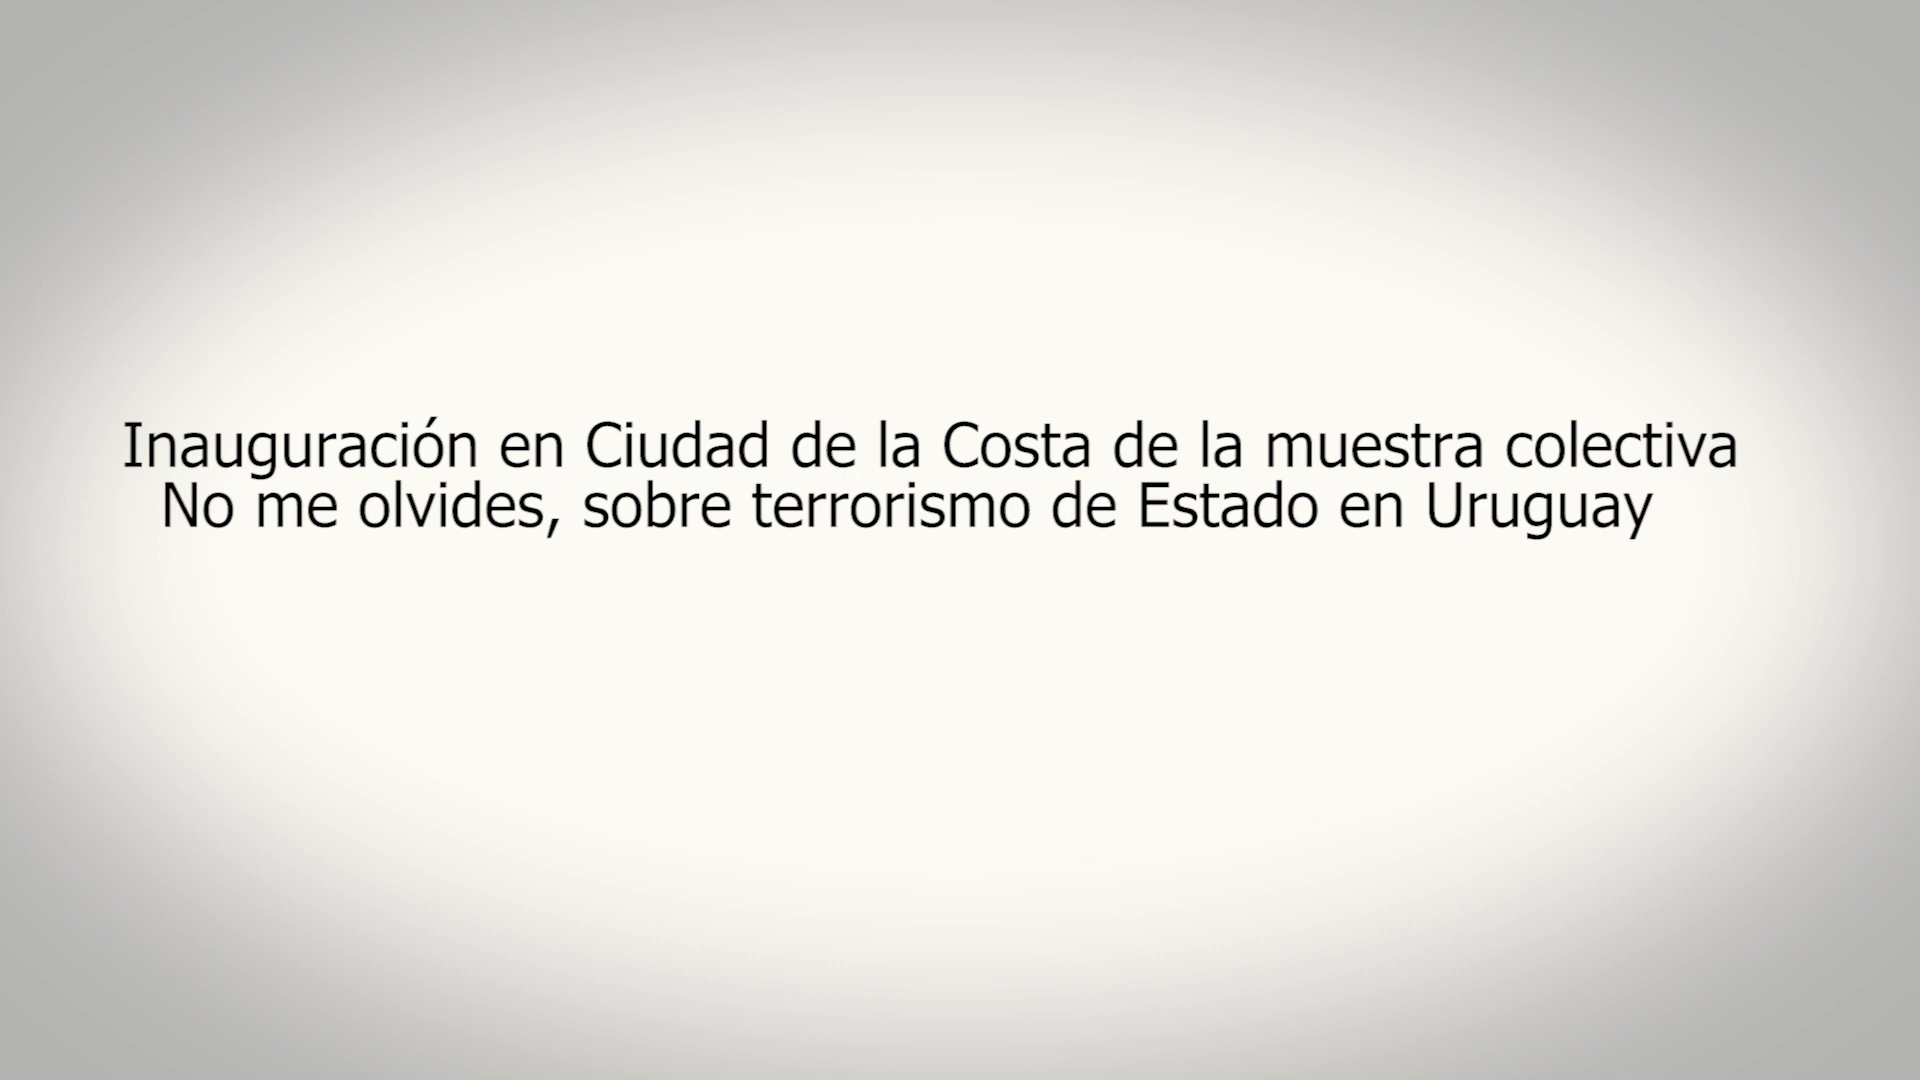 Inauguración en Ciudad de la Costa de la muestra colectiva
No me olvides, sobre terrorismo de Estado en Uruguay